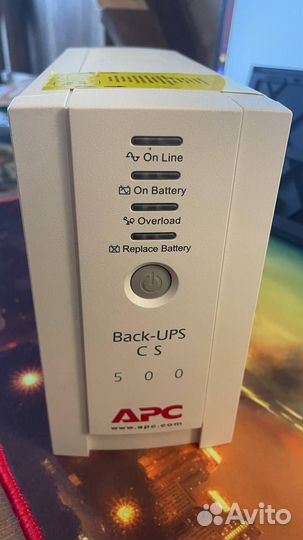 On Line
On Battery
Overload
Replace Battery
Back-UPS
CS
500
APC
www.apc.com
Avito